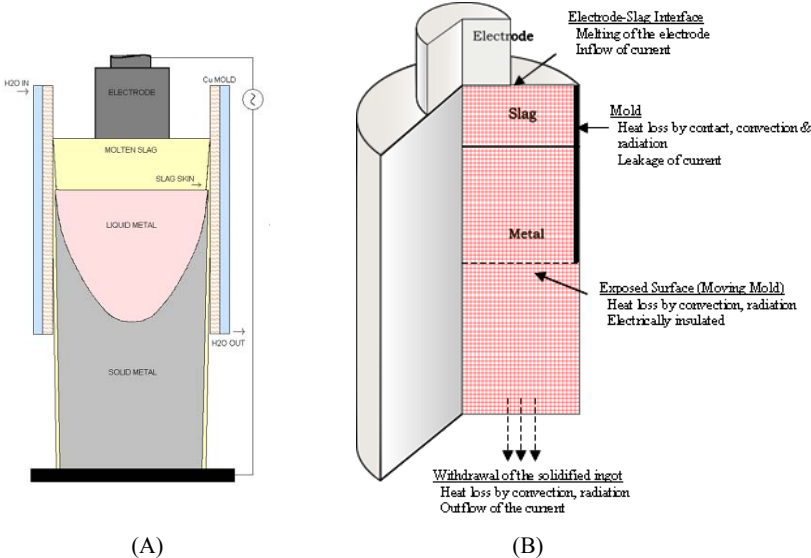 H2O IN
Cu MOLD
ELECTRODE
MOLTEN SLAG
SLAG SKIN
LIQUID METAL
H2O OUT
SOLID METAL
(A)
Electrode-Slag Interface
Melting of the electrode
Inflow of current
Electrode
Slag
Mold
Heat loss by contact, convection &
radiation
Leakage of current
Metal
Exposed Surface (Moving Mold)
Heat loss by convection, radiation
Electrically insulated
Withdrawal of the solidified ingot
Heat loss by convection, radiation
Outflow of the current
(B)